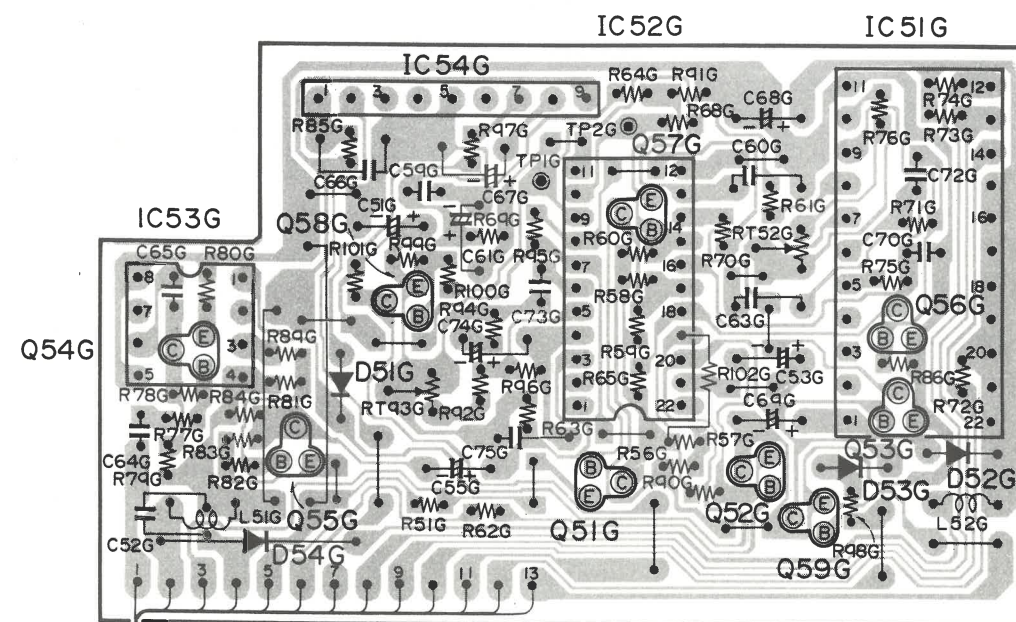 IC52G IC51G
IC54G
R64G R91G
1 3 5 7 9
11 12
R74G
R68G C68G
R85G R97G TP2G R76G R73G
Q57G
C60G 9 14
TP1G
C59G
11 12
C66G C67G C72G
C51G R61G
IC53G R69G R71G
Q58G 9 14 7 16
R60G RT52G
R101G R99G R95G C70G
C65G R80G C61G R70G
8 1 7 16 R75G
R100G R58G 5 18
R94G Q56G
7 C74G C73G 5 18 C63G
E C B
Q54G R89G 3 R59G 3 20
D51G 3 20
5 4 R96G R65G R102G C53G R86G
R78G R84G R81G RT43G R92G C69G R72G
1 22 1 22
R77G R63G
R83G C75G R57G Q53G
C64G R56G
R79G R82G C55G R90G D53G D52G
Q52G
L51G Q55G R51G R62G Q51G L52G
C52G D54G R98G
Q59G
1 3 5 7 9 11 13